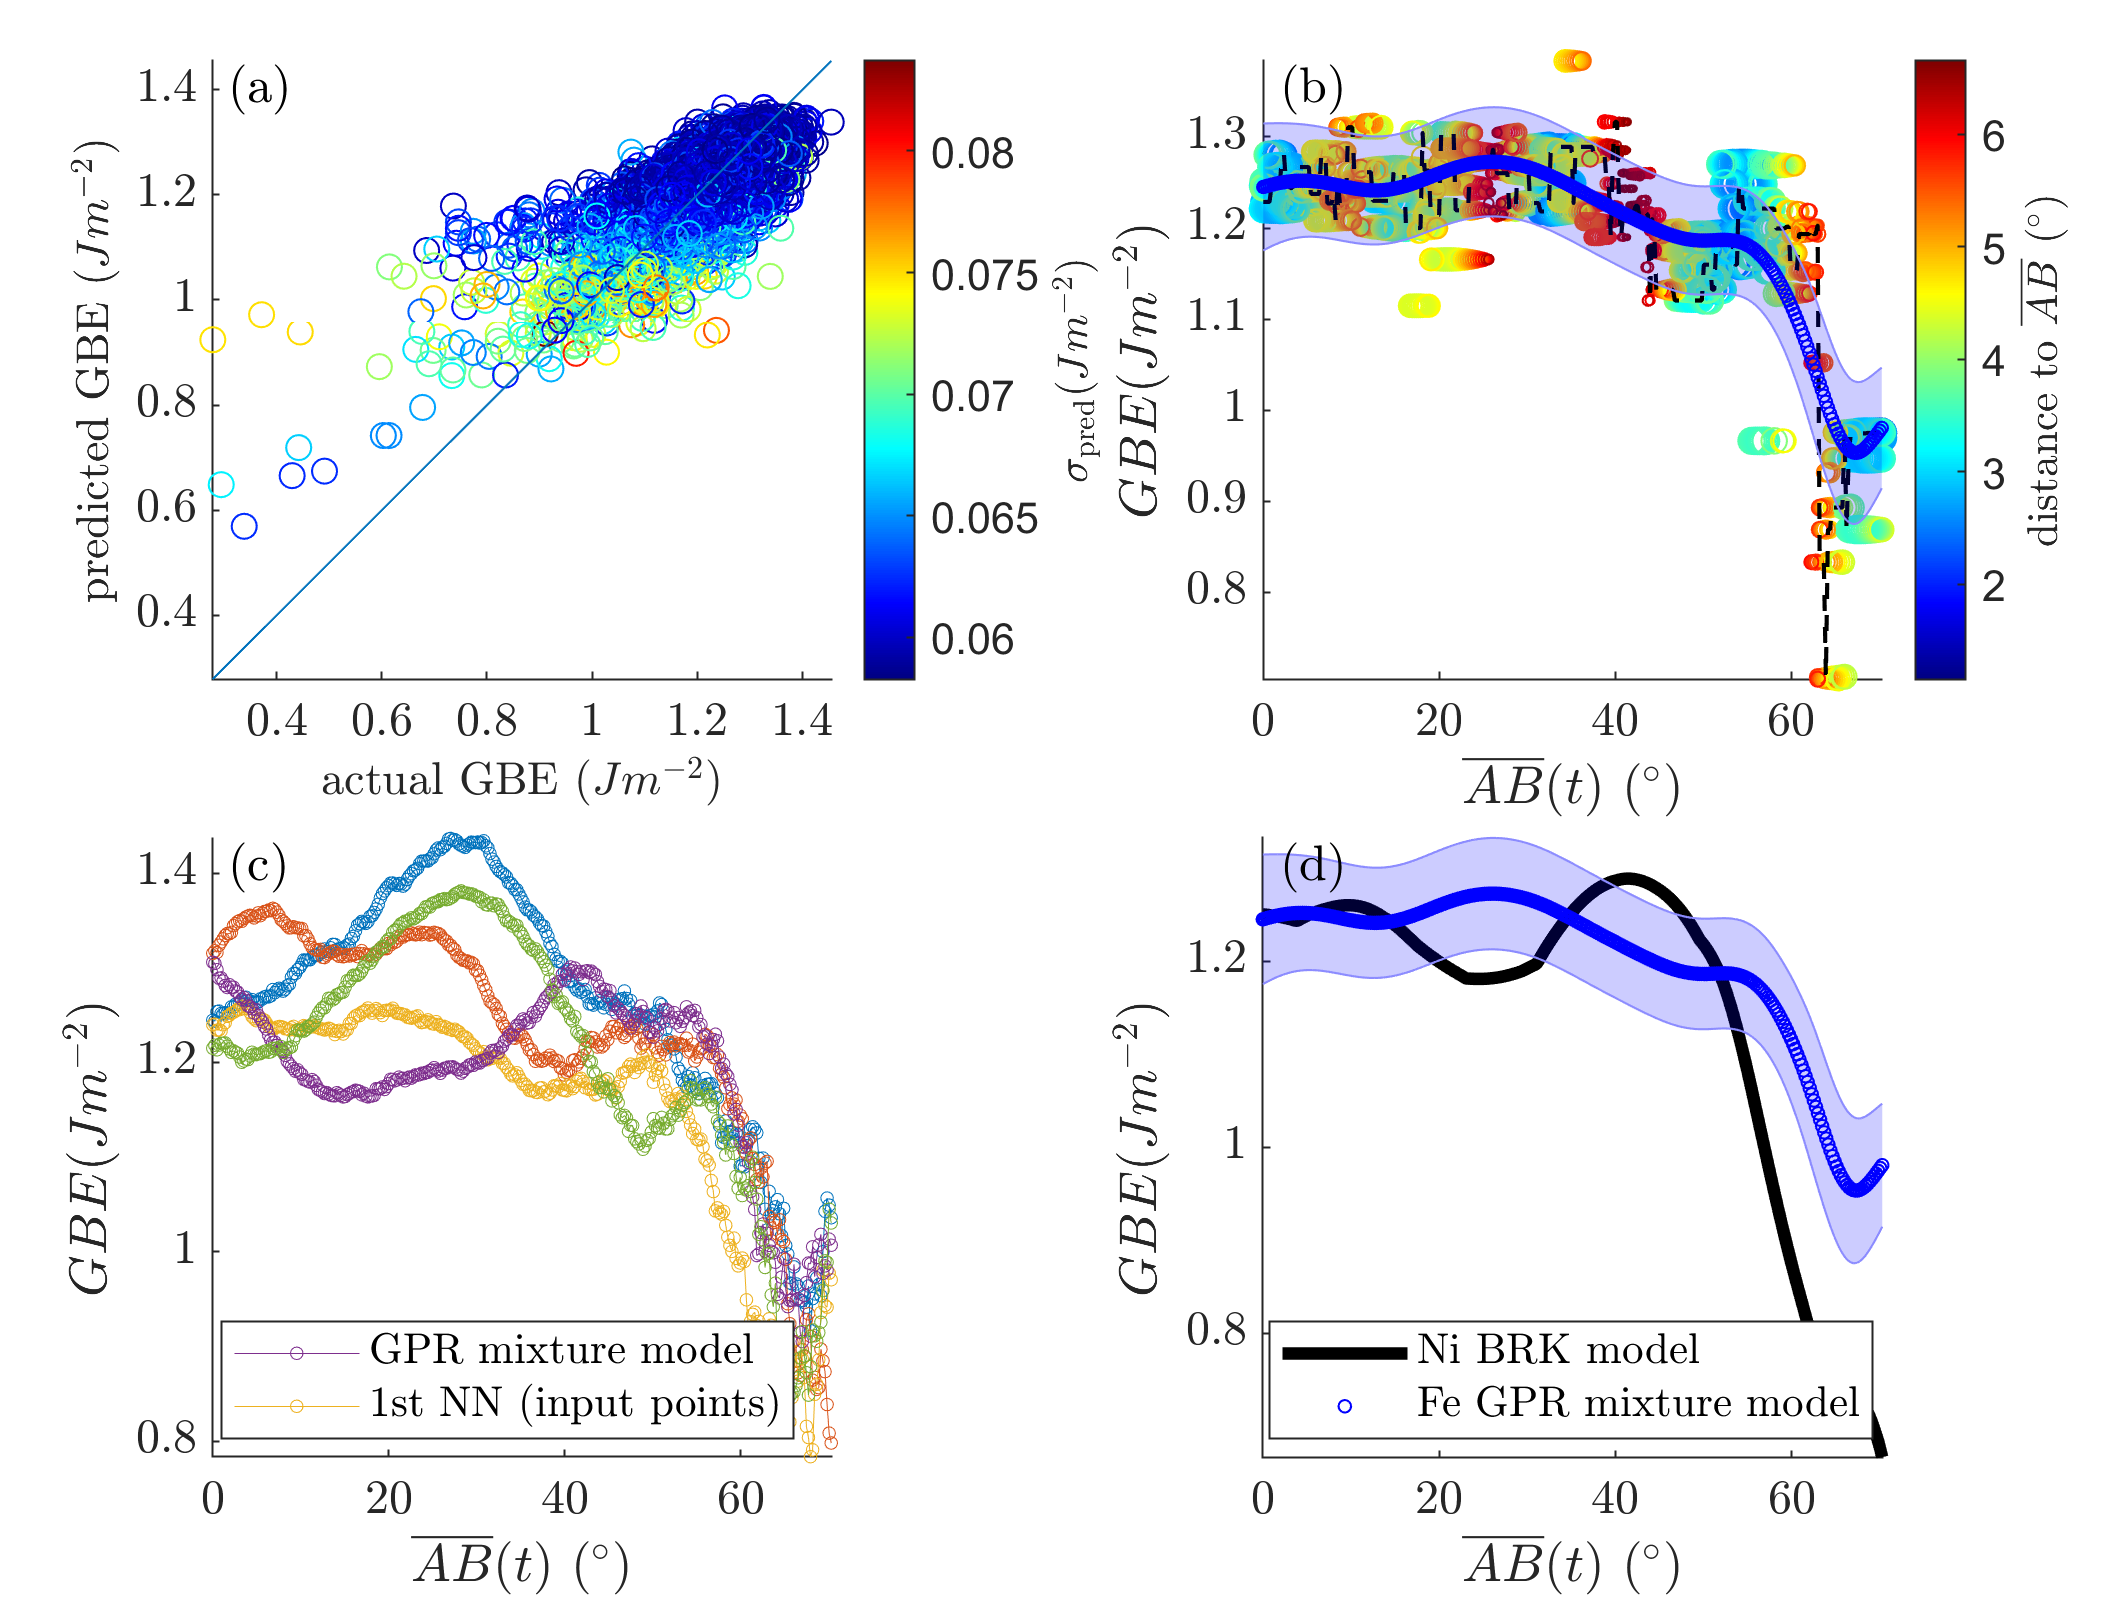 (a)
1.4
1.2
1
0.8
0.6
0.4
predicted GBE (Jm⁻²)
0.4 0.6 0.8 1 1.2 1.4
actual GBE (Jm⁻²)
0.08
0.075
0.07
0.065
0.06
σ_pred(Jm⁻²)
(b)
1.3
1.2
1.1
1
0.9
0.8
GBE(Jm⁻²)
0 20 40 60
A̅B̅(t) (°)
6
5
4
3
2
distance to A̅B̅ (°)
(c)
1.4
1.2
1
0.8
GBE(Jm⁻²)
GPR mixture model
1st NN (input points)
0 20 40 60
A̅B̅(t) (°)
(d)
1.2
1
0.8
GBE(Jm⁻²)
Ni BRK model
Fe GPR mixture model
0 20 40 60
A̅B̅(t) (°)